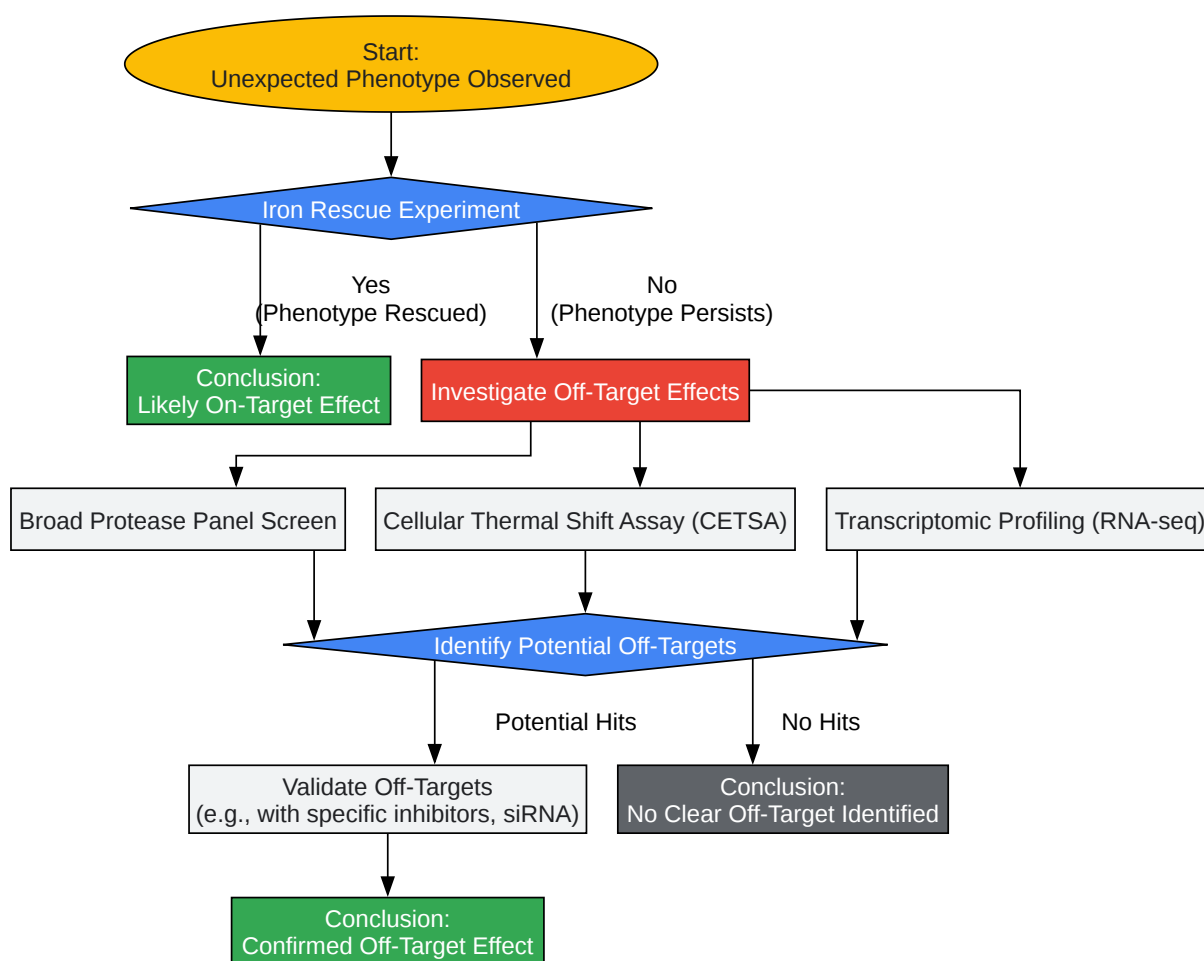 Start:
Unexpected Phenotype Observed
Iron Rescue Experiment
Yes
(Phenotype Rescued)
No
(Phenotype Persists)
Conclusion:
Likely On-Target Effect
Investigate Off-Target Effects
Broad Protease Panel Screen
Cellular Thermal Shift Assay (CETSA)
Transcriptomic Profiling (RNA-seq)
Identify Potential Off-Targets
Potential Hits
No Hits
Validate Off-Targets
(e.g., with specific inhibitors, siRNA)
Conclusion:
No Clear Off-Target Identified
Conclusion:
Confirmed Off-Target Effect